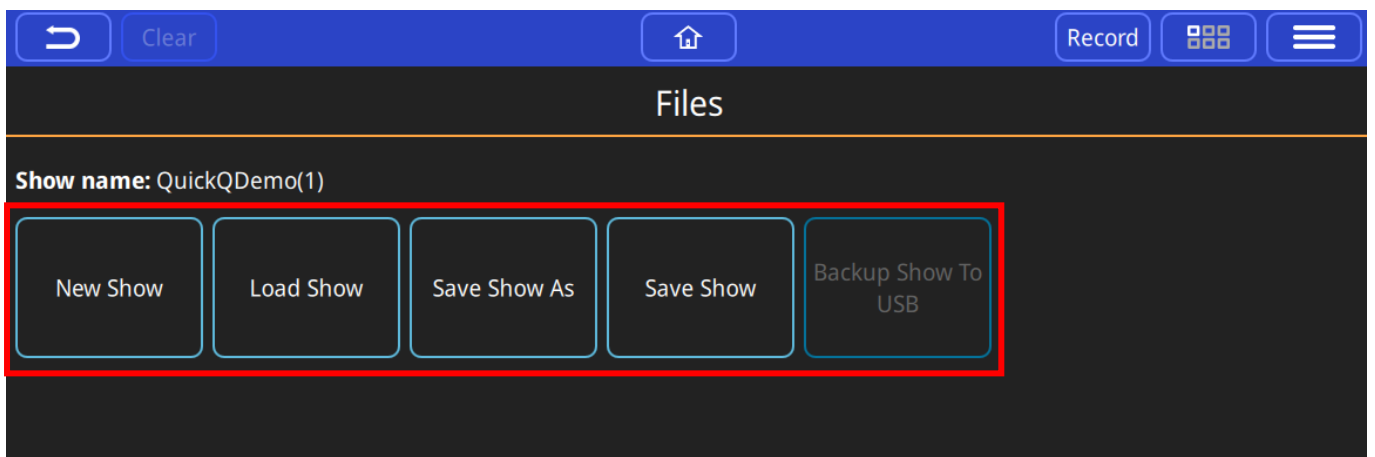 Clear
Record
Files
Show name: QuickQDemo(1)
New Show
Load Show
Save Show As
Save Show
Backup Show To
USB